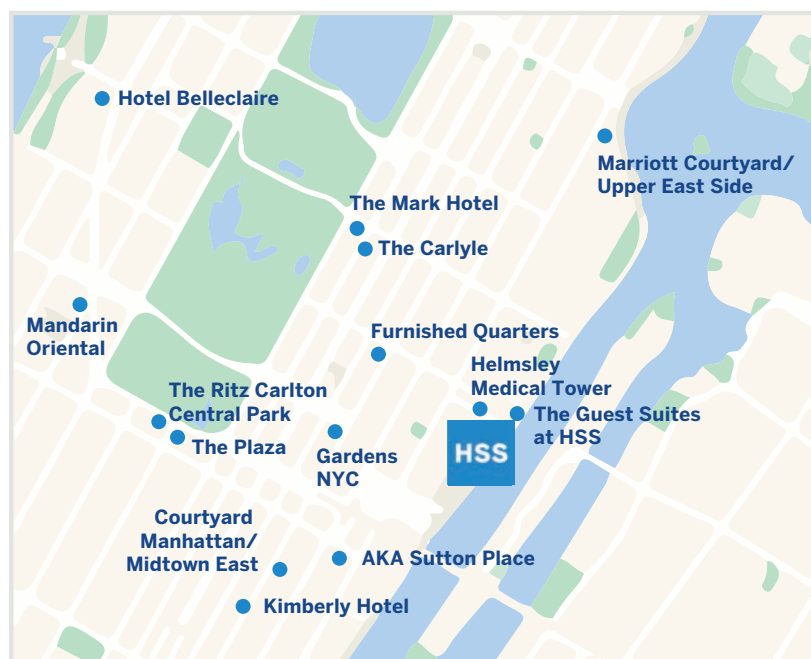 Hotel Belleclaire
Marriott Courtyard/
Upper East Side
The Mark Hotel
The Carlyle
Mandarin
Oriental
Furnished Quarters
Helmsley
Medical Tower
The Ritz Carlton
Central Park
The Guest Suites
at HSS
The Plaza
HSS
Gardens
NYC
Courtyard
Manhattan/
Midtown East
AKA Sutton Place
Kimberly Hotel